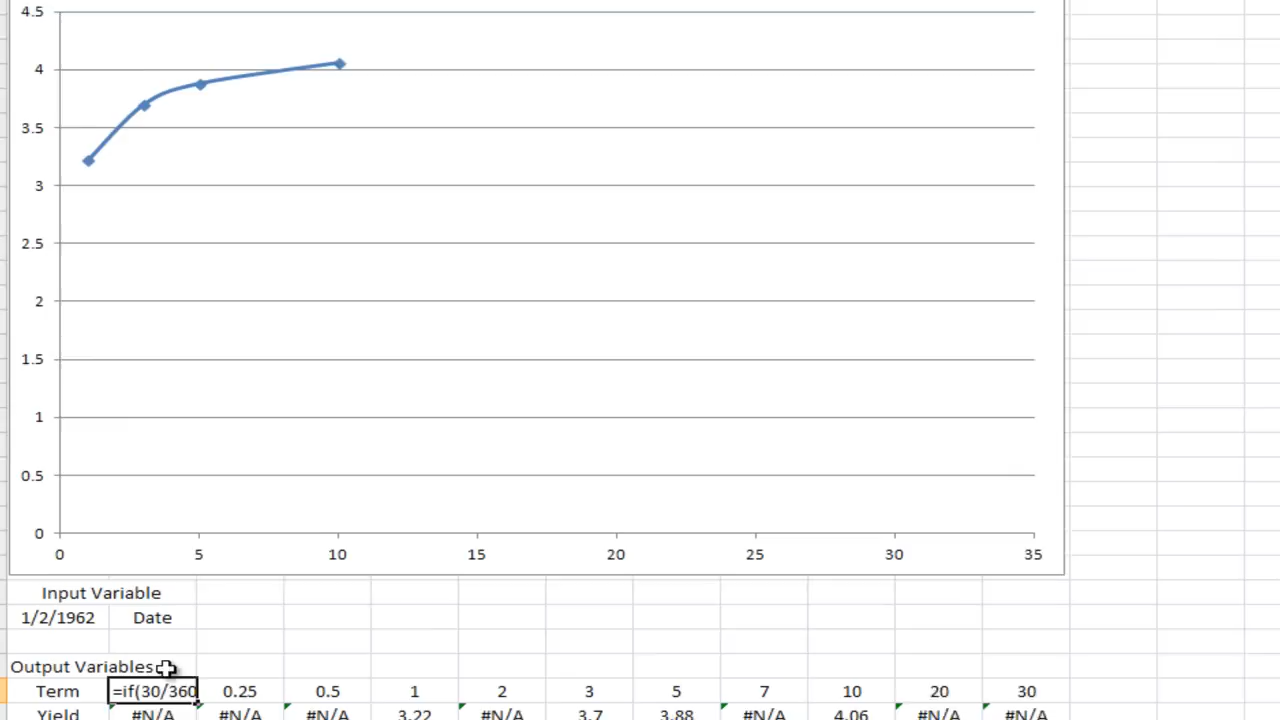 4.5
4
3.5
3
2.5
2
1.5
1
0.5
0
0 5 10 15 20 25 30 35
Input Variable
1/2/1962 Date
Output Variables
Term =if(30/360 0.25 0.5 1 2 3 5 7 10 20 30
Yield #N/A #N/A #N/A 3.22 #N/A 3.7 3.88 #N/A 4.06 #N/A #N/A